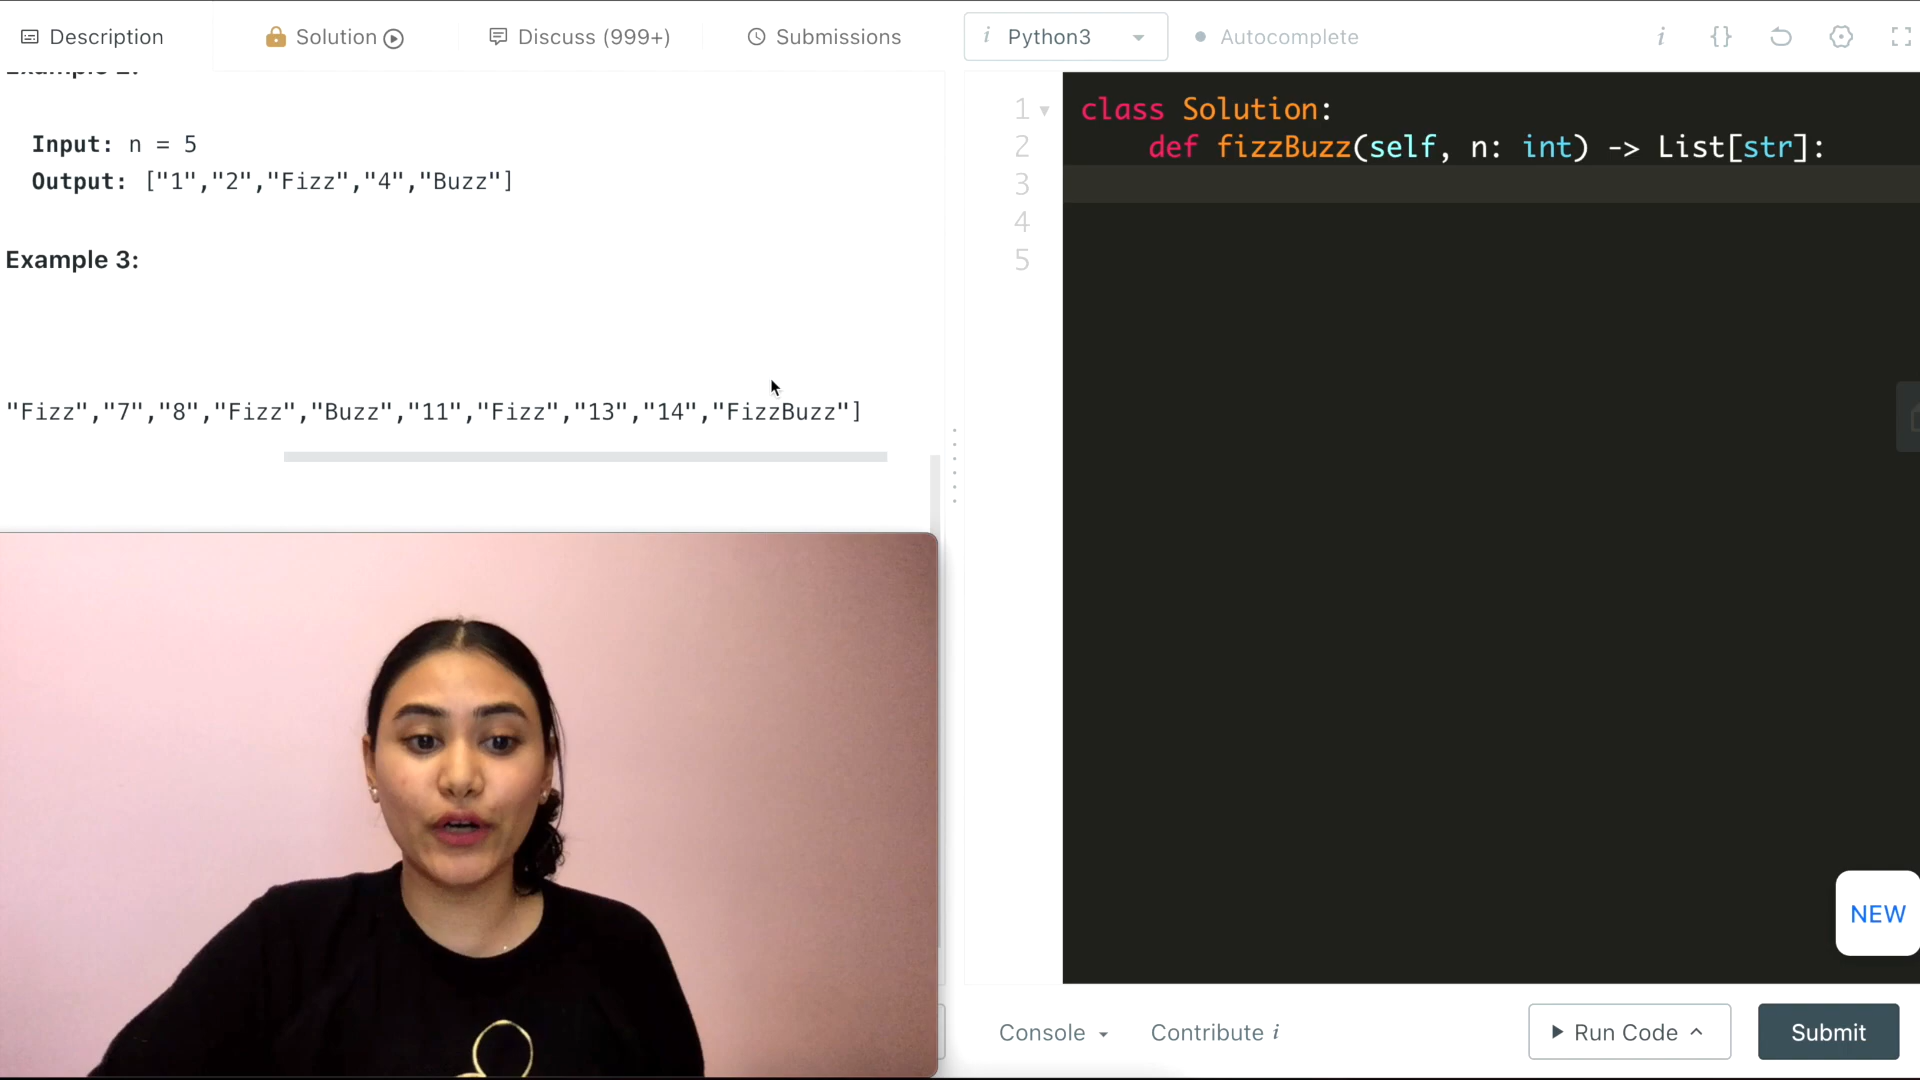 Description
Solution
Discuss (999+)
Submissions
i Python3
Autocomplete
i {}
Example 2:
Input: n = 5
Output: ["1","2","Fizz","4","Buzz"]
Example 3:
"Fizz","7","8","Fizz","Buzz","11","Fizz","13","14","FizzBuzz"]
1 class Solution:
2 def fizzBuzz(self, n: int) -> List[str]:
3
4
5
NEW
Console
Contribute i
Run Code
Submit